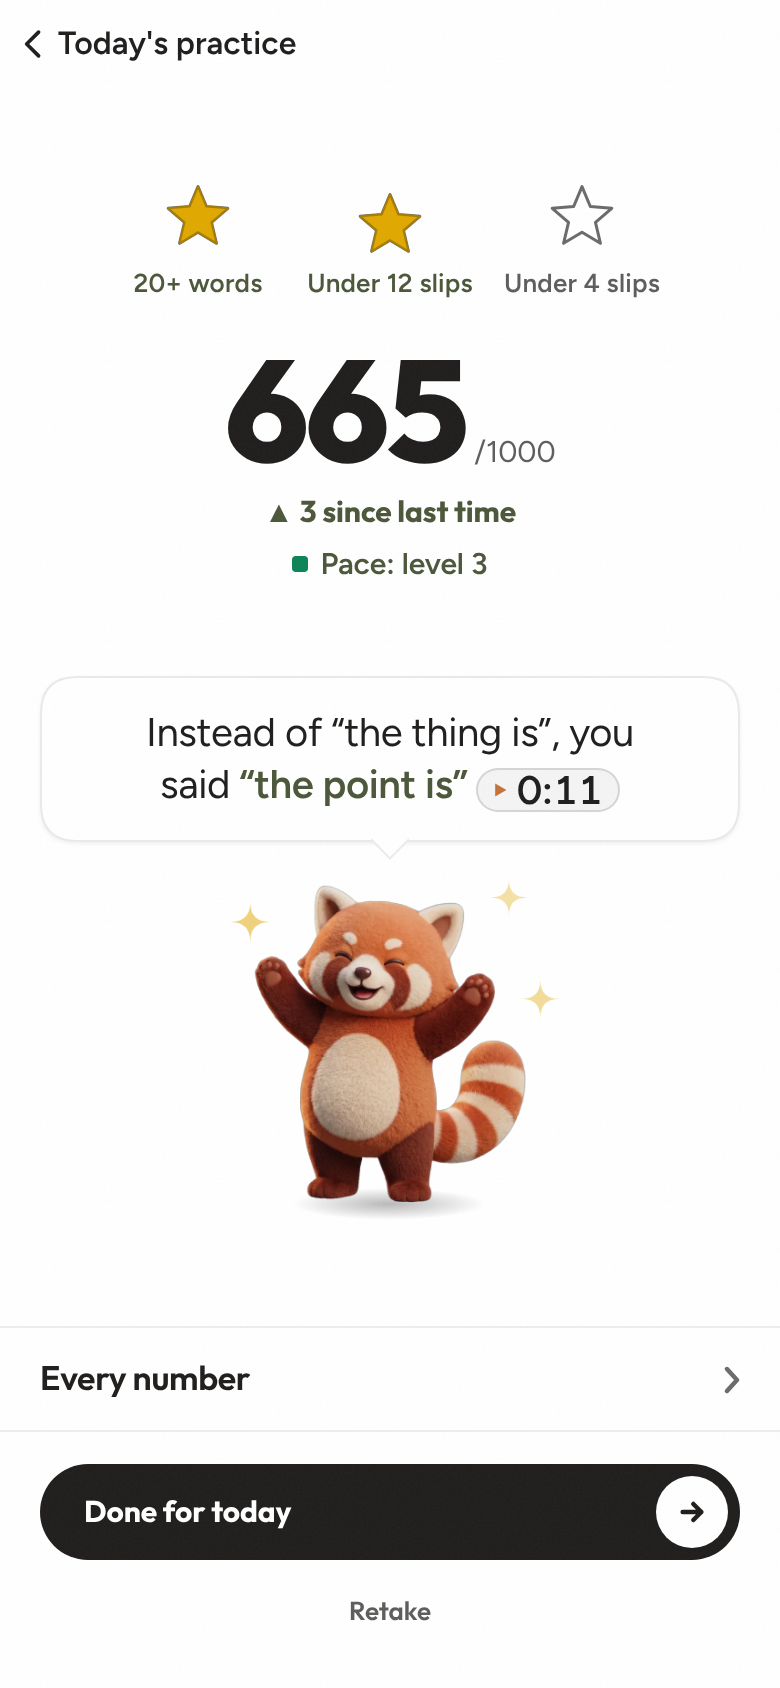 Today's practice
20+ words
Under 12 slips
Under 4 slips
665 /1000
▲ 3 since last time
Pace: level 3
Instead of “the thing is”, you
said “the point is” 0:11
Every number
Done for today
Retake